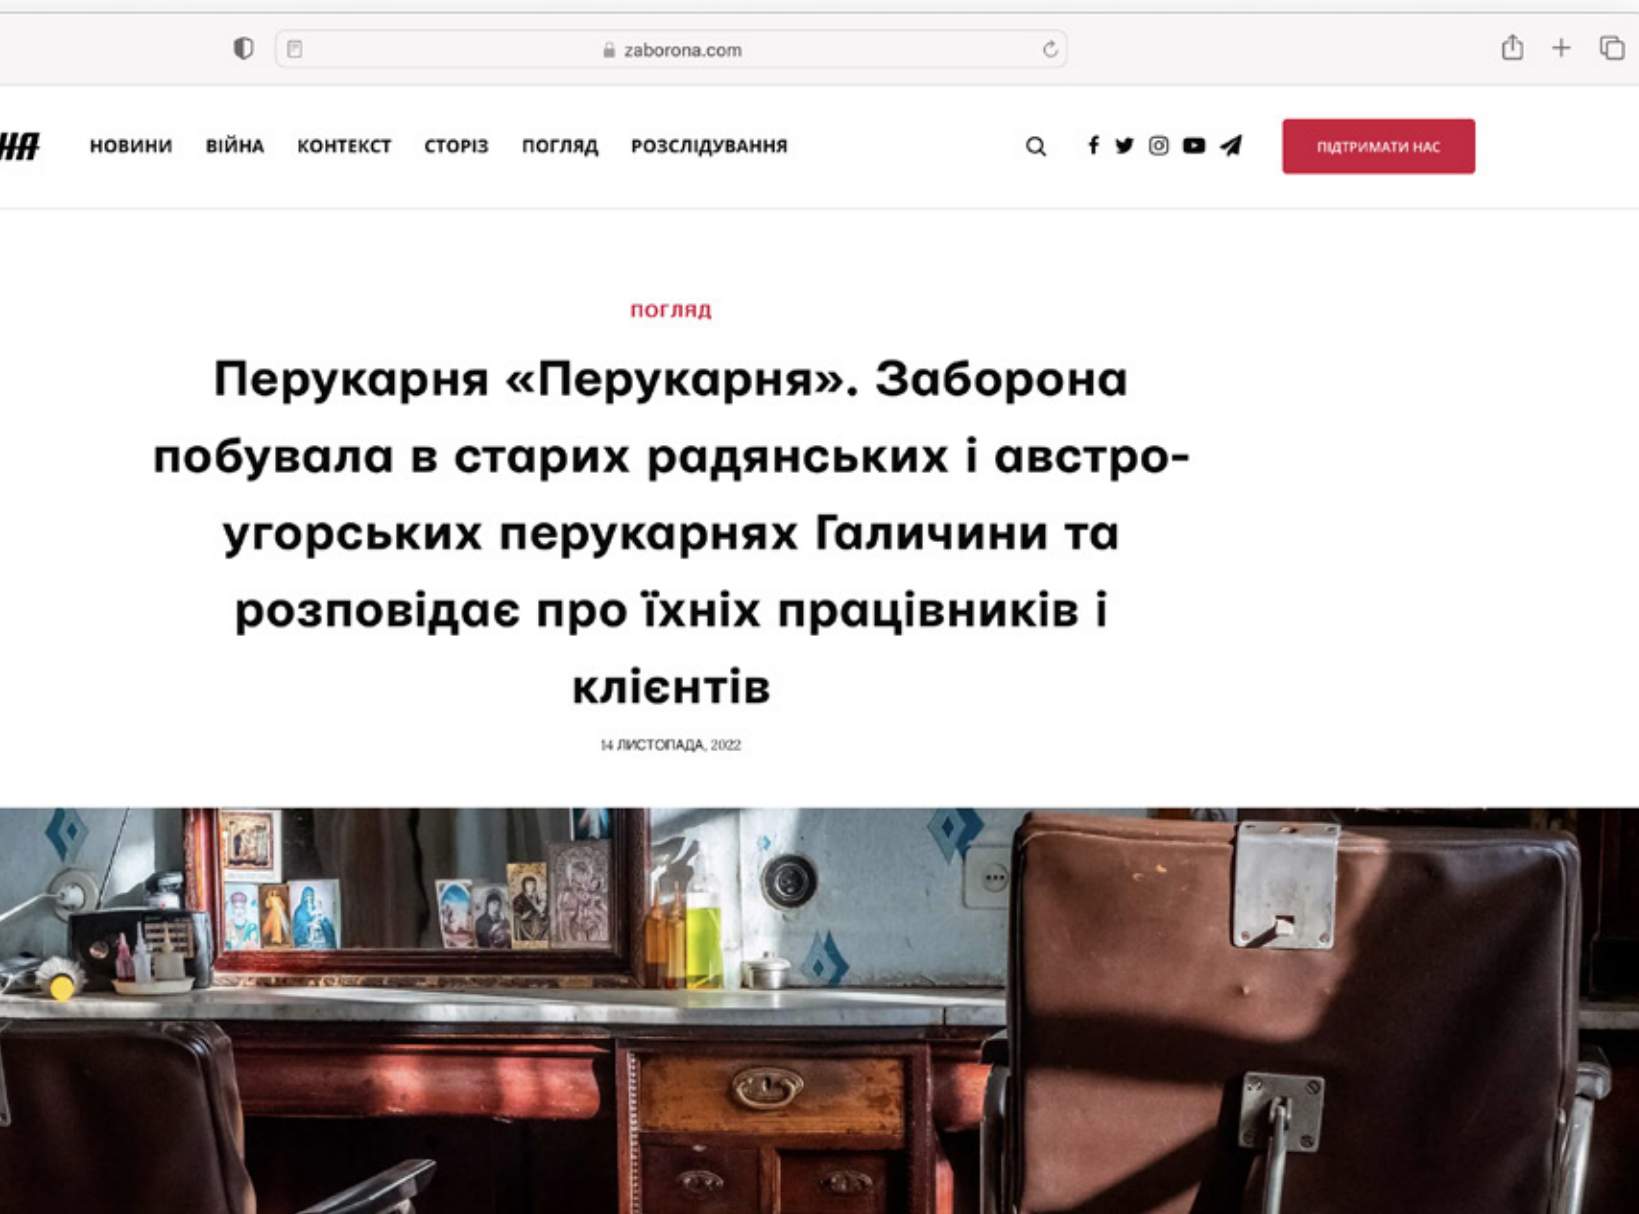 zaborona.com
НА
НОВИНИ ВІЙНА КОНТЕКСТ СТОРІЗ ПОГЛЯД РОЗСЛІДУВАННЯ
ПІДТРИМАТИ НАС
ПОГЛЯД
Перукарня «Перукарня». Заборона
побувала в старих радянських і австро-
угорських перукарнях Галичини та
розповідає про їхніх працівників і
клієнтів
14 ЛИСТОПАДА, 2022